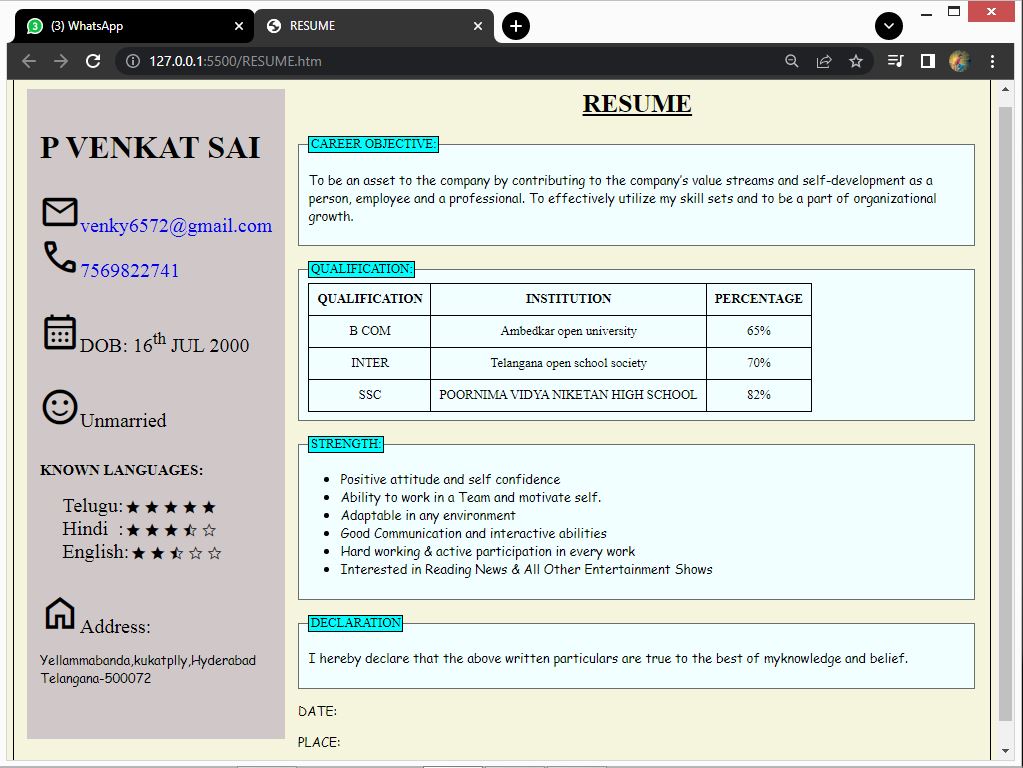 (3) WhatsApp
RESUME
127.0.0.1:5500/RESUME.htm
P VENKAT SAI
venky6572@gmail.com
7569822741
DOB: 16th JUL 2000
Unmarried
KNOWN LANGUAGES:
Telugu:
Hindi :
English:
Address:
Yellammabanda,kukatplly,Hyderabad
Telangana-500072
RESUME
CAREER OBJECTIVE:
To be an asset to the company by contributing to the company's value streams and self-development as a
person, employee and a professional. To effectively utilize my skill sets and to be a part of organizational
growth.
QUALIFICATION:
QUALIFICATION INSTITUTION PERCENTAGE
B COM Ambedkar open university 65%
INTER Telangana open school society 70%
SSC POORNIMA VIDYA NIKETAN HIGH SCHOOL 82%
STRENGTH:
• Positive attitude and self confidence
• Ability to work in a Team and motivate self.
• Adaptable in any environment
• Good Communication and interactive abilities
• Hard working & active participation in every work
• Interested in Reading News & All Other Entertainment Shows
DECLARATION
I hereby declare that the above written particulars are true to the best of myknowledge and belief.
DATE:
PLACE: